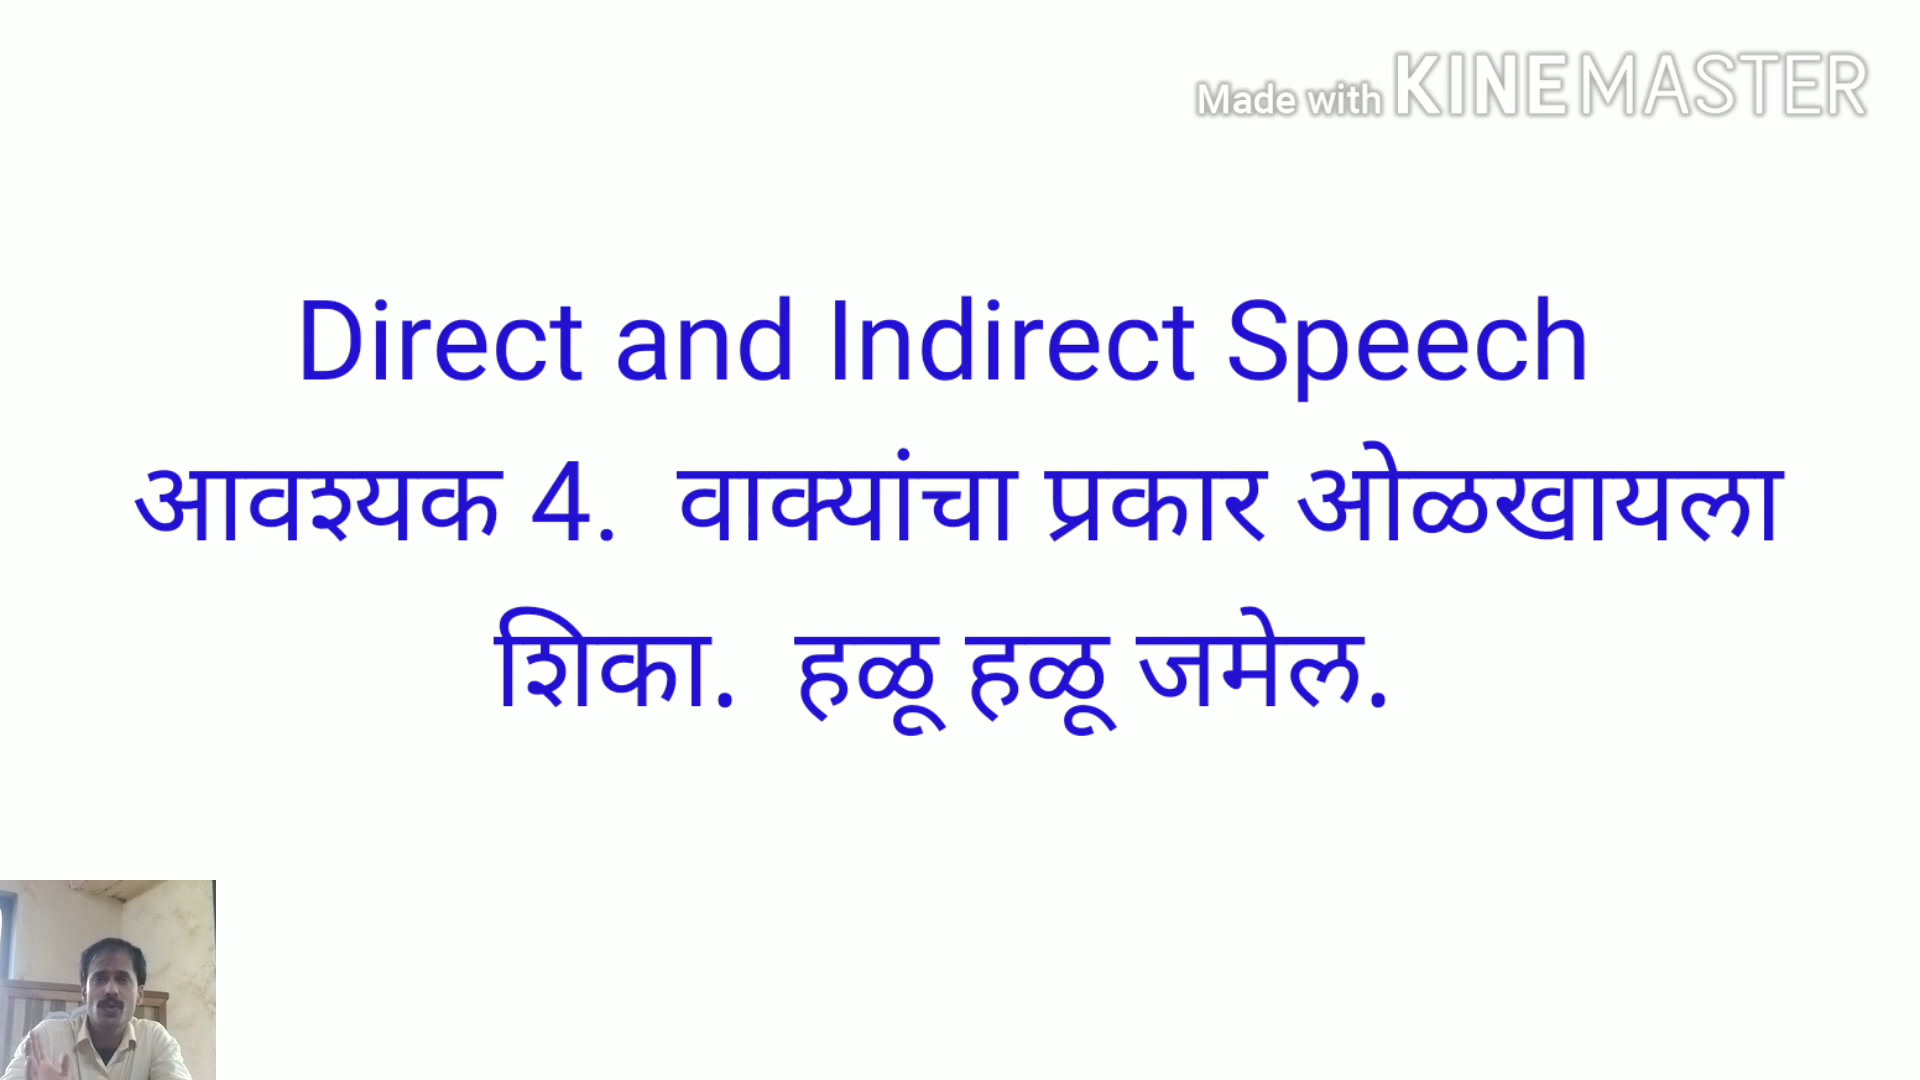 Made with KINEMASTER
Direct and Indirect Speech
आवश्यक 4. वाक्यांचा प्रकार ओळखायला
शिका. हळू हळू जमेल.